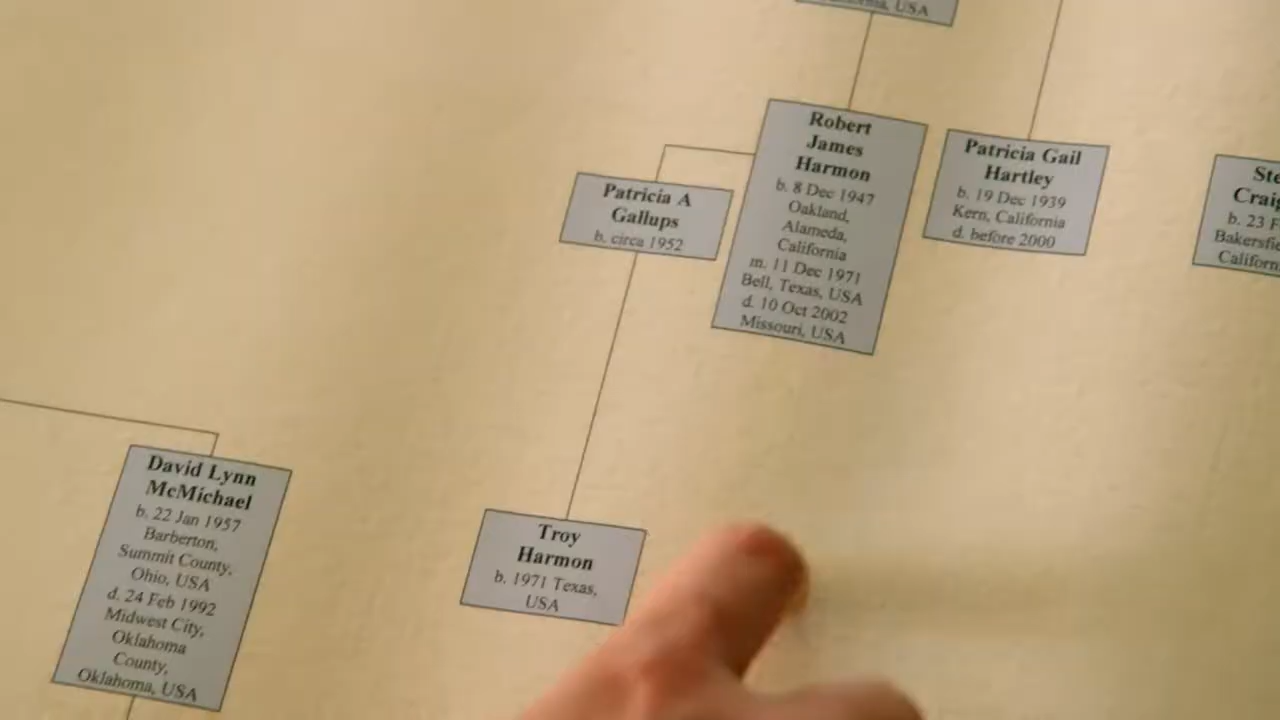 USA
Robert
James
Harmon
b. 8 Dec 1947
Oakland,
Alameda,
California
m. 11 Dec 1971
Bell, Texas, USA
d. 10 Oct 2002
Missouri, USA
Patricia Gail
Hartley
b. 19 Dec 1939
Kern, California
d. before 2000
b. 23
Patricia A
Gallups
b. circa 1952
David Lynn
McMichael
b. 22 Jan 1957
Barberton,
Summit County,
Ohio, USA
d. 24 Feb 1992
Midwest City,
Oklahoma
County,
Oklahoma, USA
Troy
Harmon
b. 1971 Texas,
USA